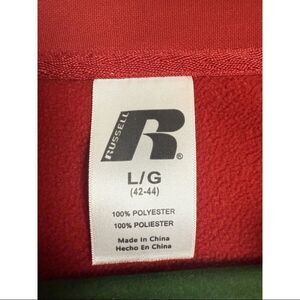 RUSSELL
R®
L/G
(42-44)
100% POLYESTER
100% POLIESTER
Made In China
Hecho En China